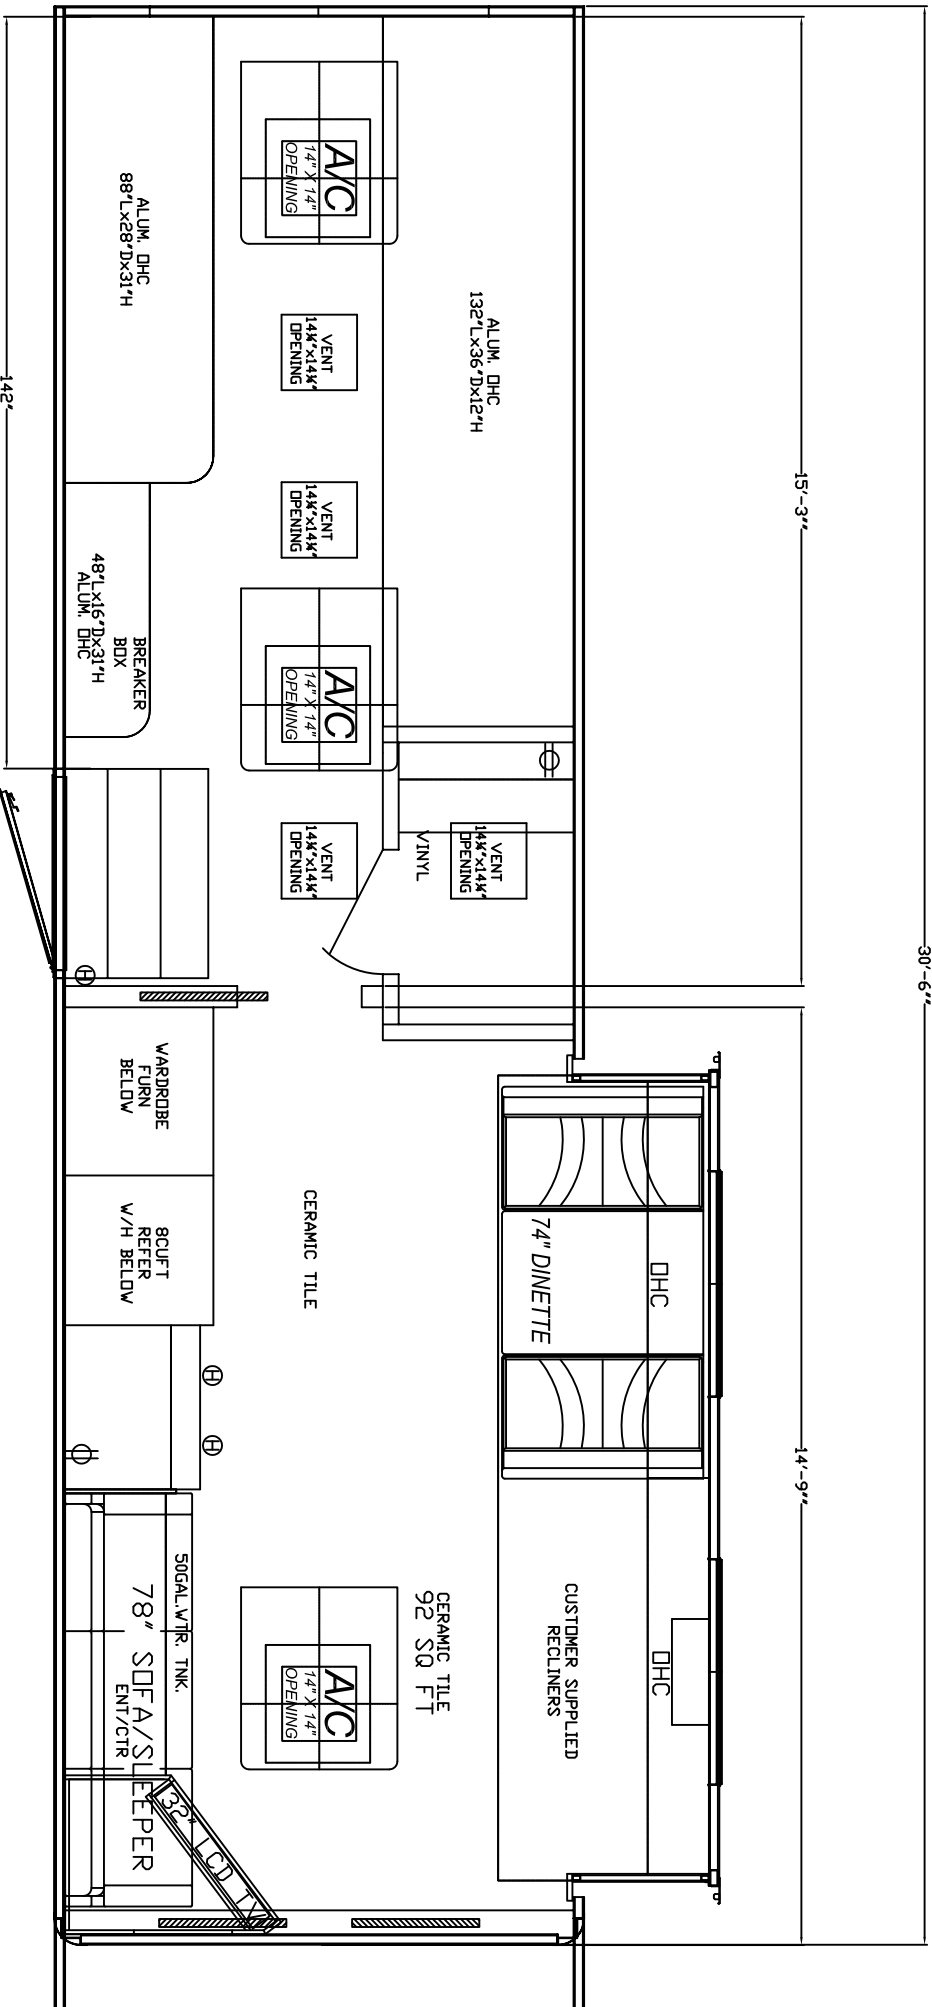 30'-6"
15'-3"
14'-9"
ALUM. OHC
132"Lx36"Dx12"H
A/C
14" X 14"
OPENING
VENT
14¼"x14¼"
OPENING
VENT
14¼"x14¼"
OPENING
A/C
14" X 14"
OPENING
VENT
14¼"x14¼"
OPENING
VINYL
VENT
14¼"x14¼"
OPENING
ALUM. OHC
88"Lx28"Dx31"H
BREAKER
BOX
48"Lx16"Dx31"H
ALUM. OHC
142"
H
WARDROBE
FURN
BELOW
8CUFT
REFER
W/H BELOW
H
H
CERAMIC TILE
OHC
74" DINETTE
OHC
CUSTOMER SUPPLIED
RECLINERS
CERAMIC TILE
92 SQ FT
A/C
14" X 14"
OPENING
50GAL.WTR. TNK.
78" SOFA/SLEEPER
ENT/CTR
32" LCD TV